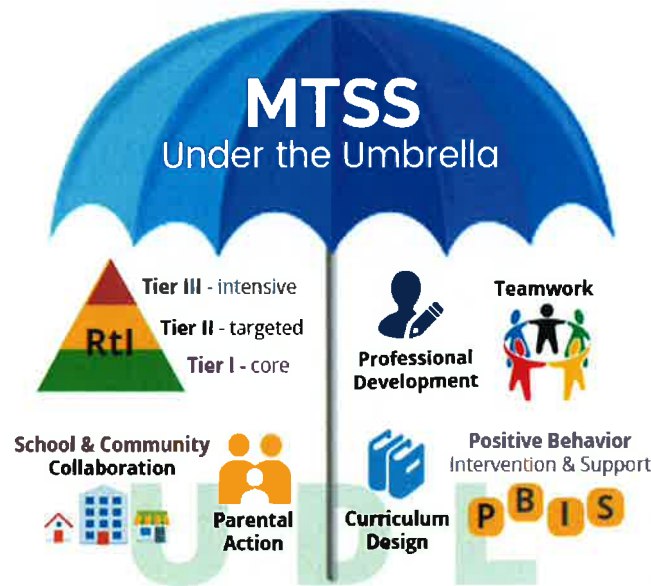 MTSS
Under the Umbrella
Tier III - intensive
Tier II - targeted
Tier I - core
RtI
Professional
Development
Teamwork
School & Community
Collaboration
Parental
Action
Curriculum
Design
Positive Behavior
Intervention & Support
PBIS
UDL